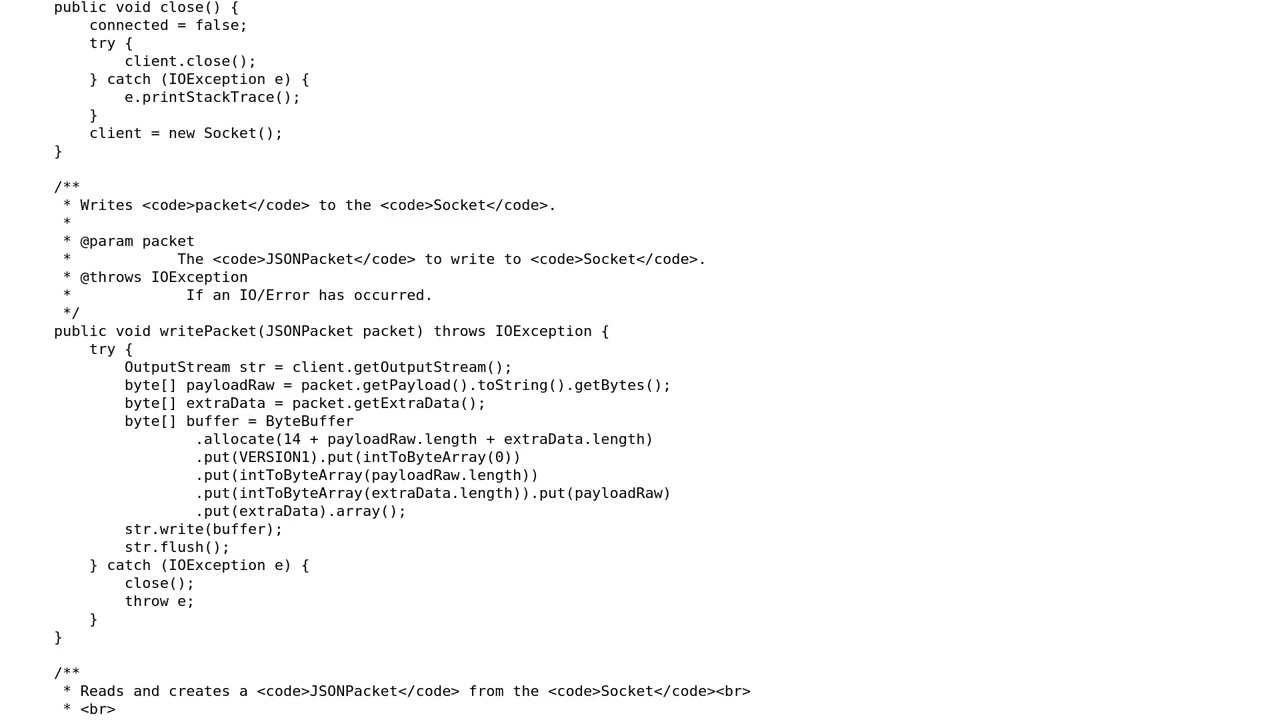 public void close() {
    connected = false;
    try {
        client.close();
    } catch (IOException e) {
        e.printStackTrace();
    }
    client = new Socket();
}

/**
 * Writes <code>packet</code> to the <code>Socket</code>.
 *
 * @param packet
 *            The <code>JSONPacket</code> to write to <code>Socket</code>.
 * @throws IOException
 *             If an IO/Error has occurred.
 */
public void writePacket(JSONPacket packet) throws IOException {
    try {
        OutputStream str = client.getOutputStream();
        byte[] payloadRaw = packet.getPayload().toString().getBytes();
        byte[] extraData = packet.getExtraData();
        byte[] buffer = ByteBuffer
                .allocate(14 + payloadRaw.length + extraData.length)
                .put(VERSION1).put(intToByteArray(0))
                .put(intToByteArray(payloadRaw.length))
                .put(intToByteArray(extraData.length)).put(payloadRaw)
                .put(extraData).array();
        str.write(buffer);
        str.flush();
    } catch (IOException e) {
        close();
        throw e;
    }
}

/**
 * Reads and creates a <code>JSONPacket</code> from the <code>Socket</code><br>
 * <br>